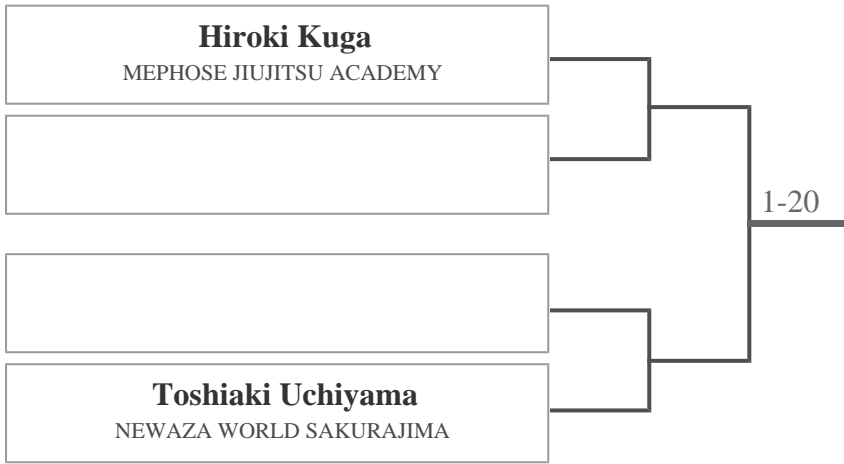 Hiroki Kuga
MEPHOSE JIUJITSU ACADEMY
1-20
Toshiaki Uchiyama
NEWAZA WORLD SAKURAJIMA